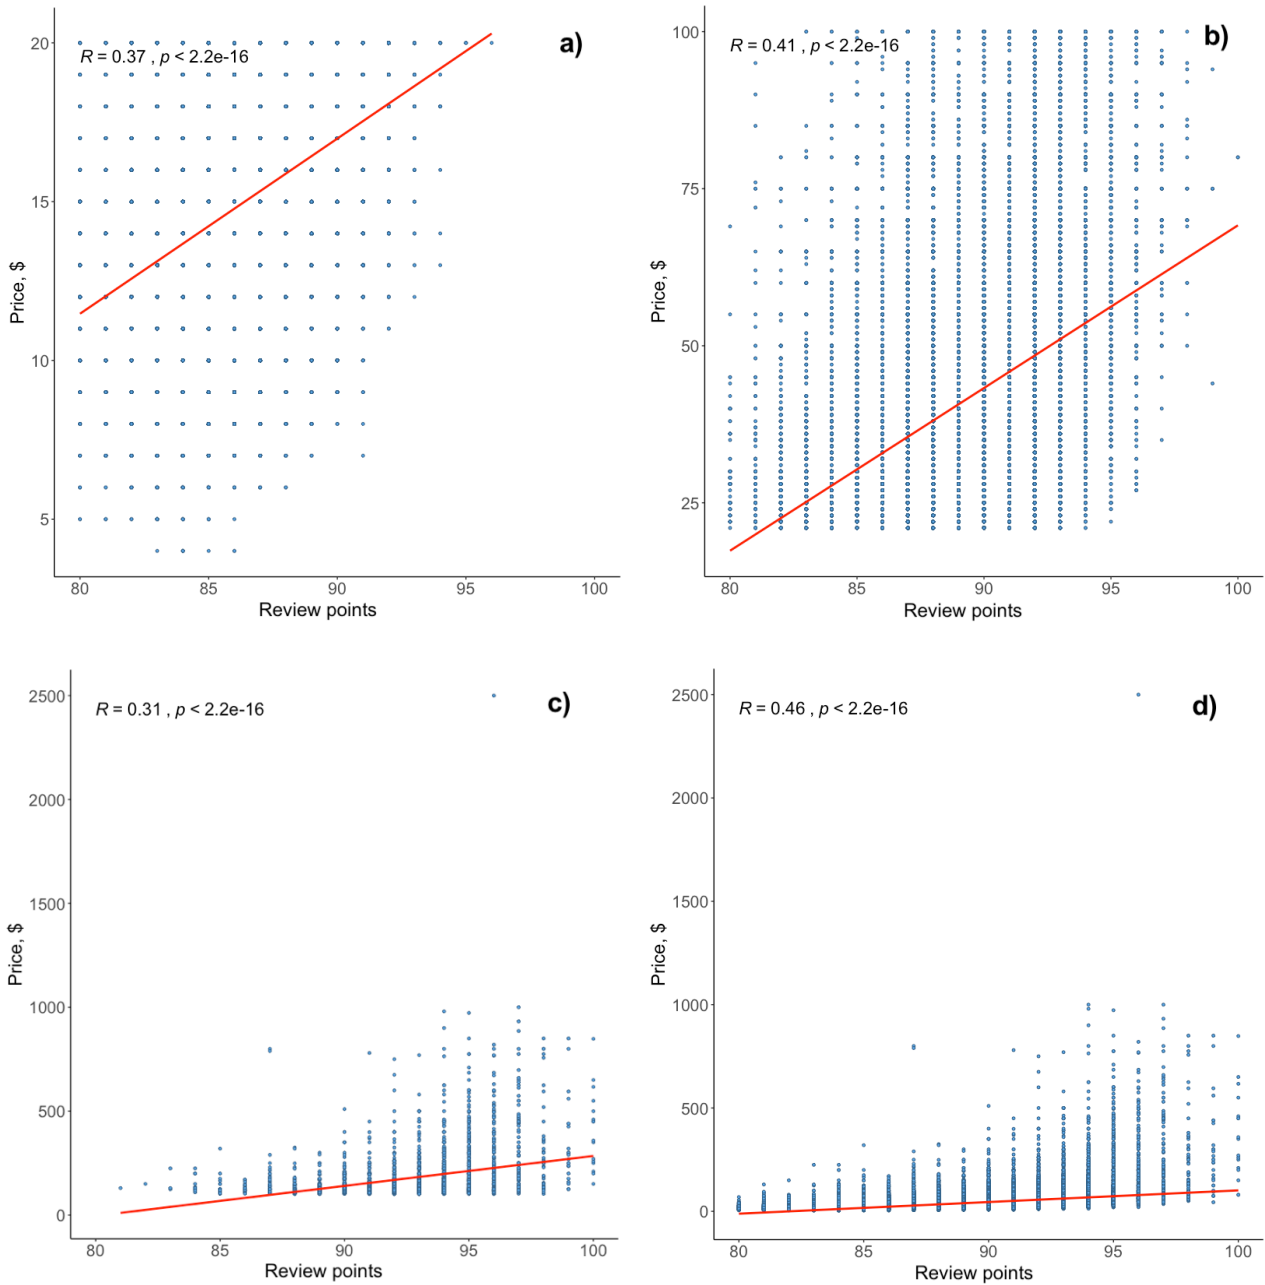 a)
R = 0.37 , p < 2.2e-16
20
15
10
5
Price, $
80 85 90 95 100
Review points
b)
R = 0.41 , p < 2.2e-16
100
75
50
25
Price, $
80 85 90 95 100
Review points
c)
R = 0.31 , p < 2.2e-16
2500
2000
1500
1000
500
0
Price, $
80 85 90 95 100
Review points
d)
R = 0.46 , p < 2.2e-16
2500
2000
1500
1000
500
0
Price, $
80 85 90 95 100
Review points